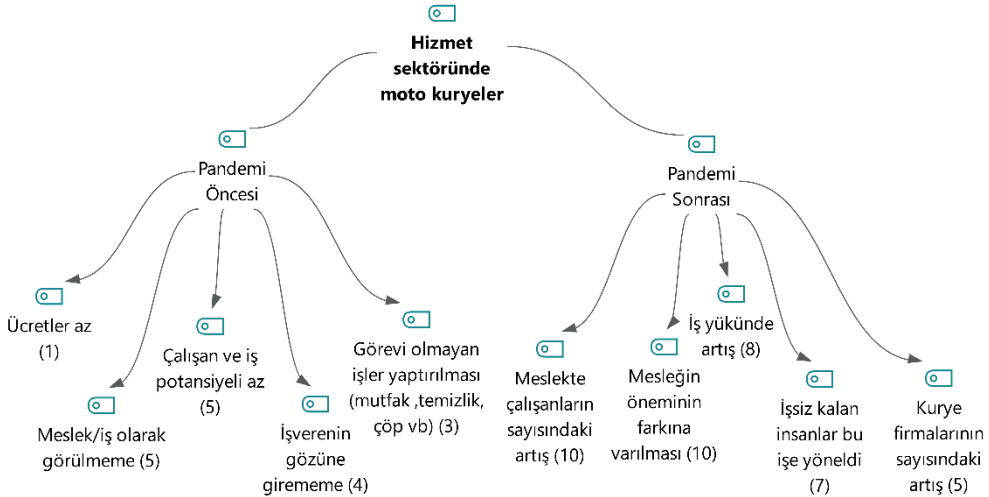 Hizmet
sektöründe
moto kuryeler
Pandemi
Öncesi
Ücretler az
(1)
Meslek/iş olarak
görülmeme (5)
Çalışan ve iş
potansiyeli az
(5)
İşverenin
gözüne
girememe (4)
Görevi olmayan
işler yaptırılması
(mutfak ,temizlik,
çöp vb) (3)
Pandemi
Sonrası
Meslekte
çalışanların
sayısındaki
artış (10)
Mesleğin
öneminin
farkına
varılması (10)
İş yükünde
artış (8)
İşsiz kalan
insanlar bu
işe yöneldi
(7)
Kurye
firmalarının
sayısındaki
artış (5)